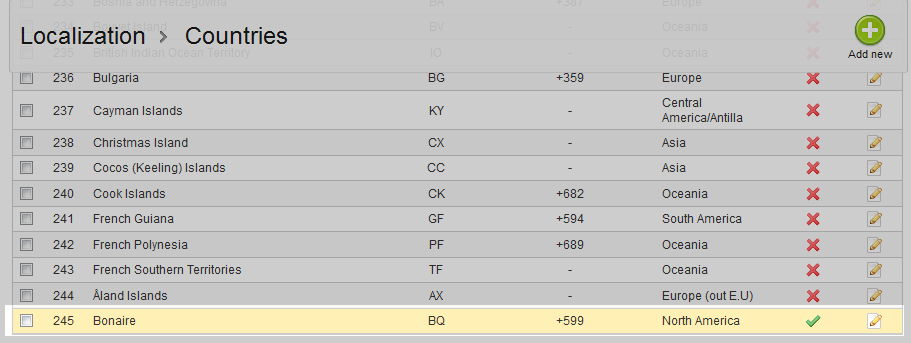 233 Bosnia and Herzegovina BA +387 Europe
234 Bouvet Island BV Oceania
Localization > Countries
235 British Indian Ocean Territory IO - Oceania
Add new
236 Bulgaria BG +359 Europe
237 Cayman Islands KY - Central America/Antilla
238 Christmas Island CX - Asia
239 Cocos (Keeling) Islands CC - Asia
240 Cook Islands CK +682 Oceania
241 French Guiana GF +594 South America
242 French Polynesia PF +689 Oceania
243 French Southern Territories TF - Oceania
244 Åland Islands AX - Europe (out E.U)
245 Bonaire BQ +599 North America